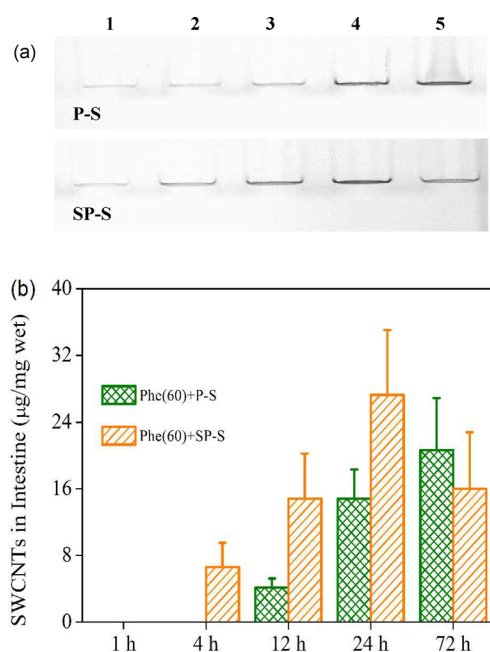 1 2 3 4 5
(a)
P-S
SP-S
(b)
SWCNTs in Intestine (μg/mg wet)
40
32
24
16
8
0
Phe(60)+P-S
Phe(60)+SP-S
1 h 4 h 12 h 24 h 72 h